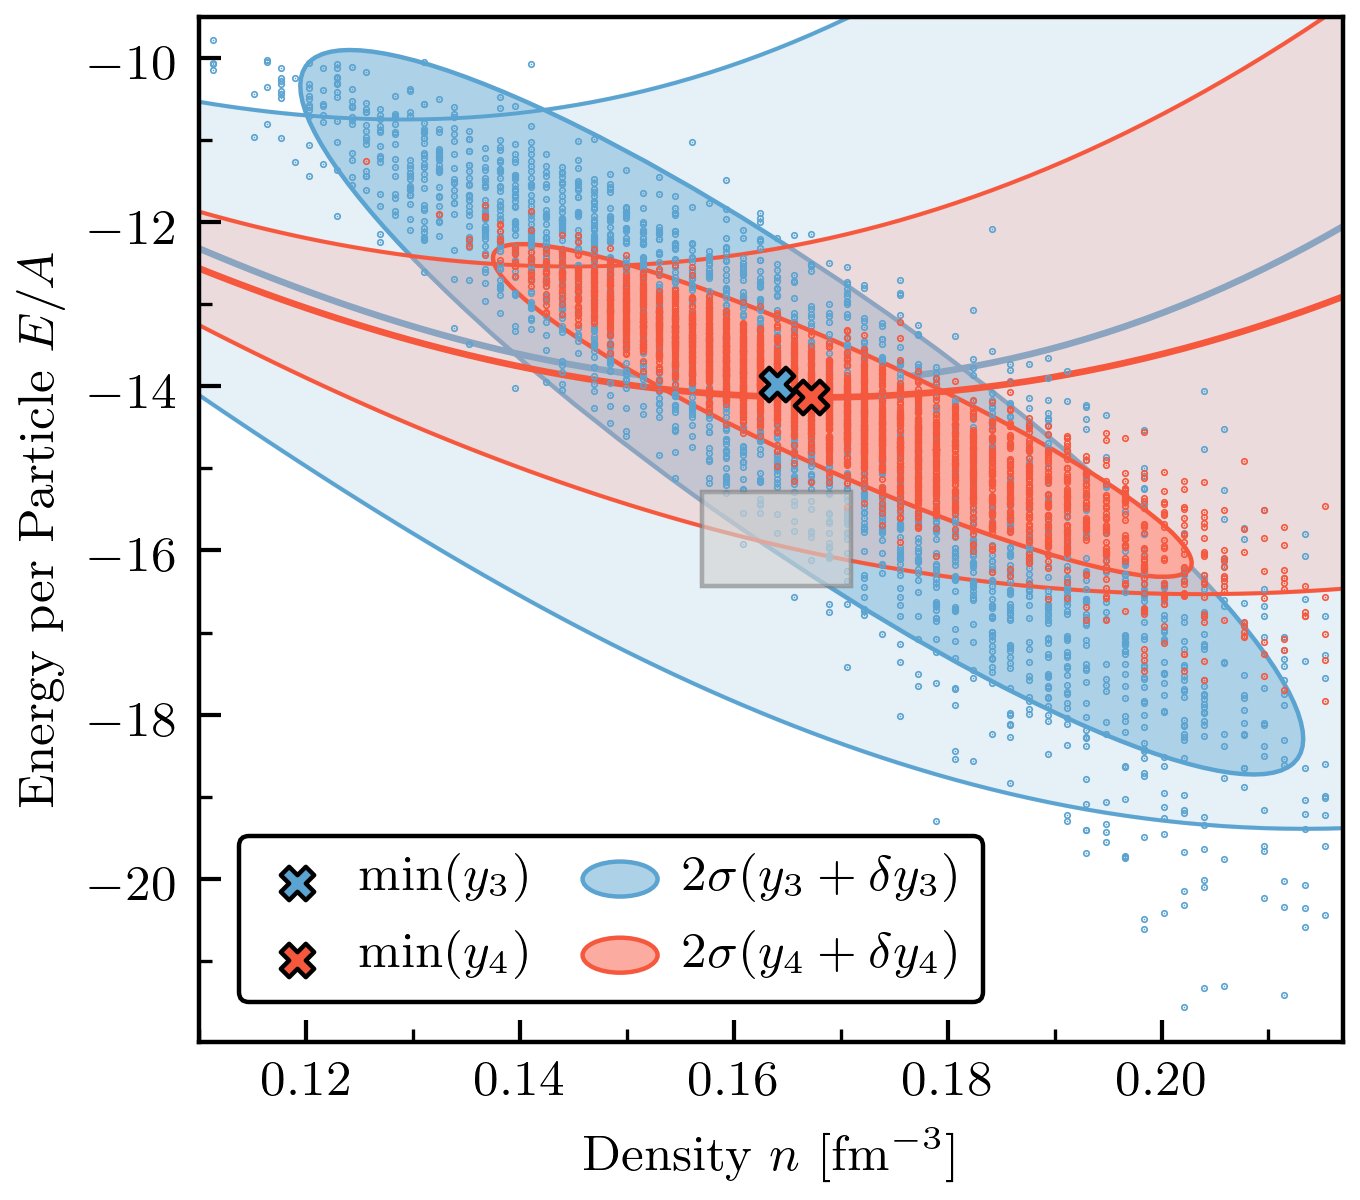 Energy per Particle E/A
−10
−12
−14
−16
−18
−20
min(y₃) 2σ(y₃ + δy₃)
min(y₄) 2σ(y₄ + δy₄)
0.12 0.14 0.16 0.18 0.20
Density n [fm⁻³]